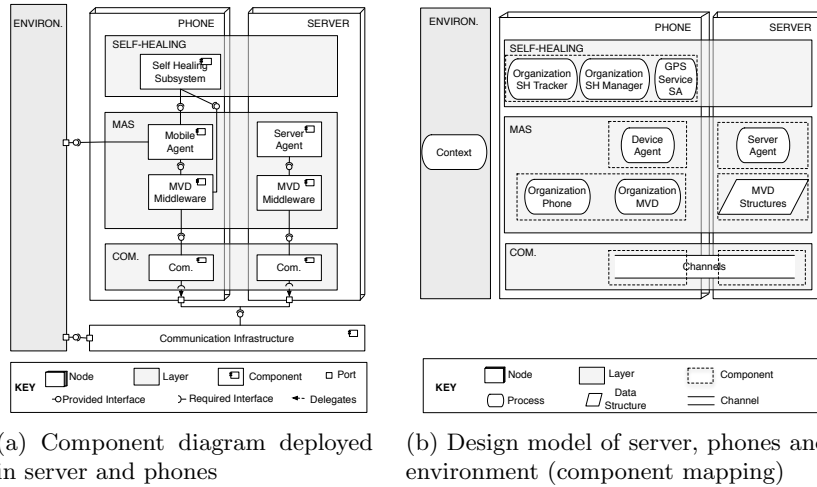 ENVIRON.
PHONE
SERVER
SELF-HEALING
Self Healing
Subsystem
MAS
Mobile
Agent
Server
Agent
MVD
Middleware
MVD
Middleware
COM.
Com.
Com.
Communication Infrastructure
KEY
Node
Layer
Component
Port
Provided Interface
Required Interface
Delegates
(a) Component diagram deployed
in server and phones
ENVIRON.
PHONE
SERVER
SELF-HEALING
Organization
SH Tracker
Organization
SH Manager
GPS
Service
SA
MAS
Context
Device
Agent
Server
Agent
Organization
Phone
Organization
MVD
MVD
Structures
COM.
Channels
KEY
Node
Layer
Component
Process
Data
Structure
Channel
(b) Design model of server, phones and
environment (component mapping)